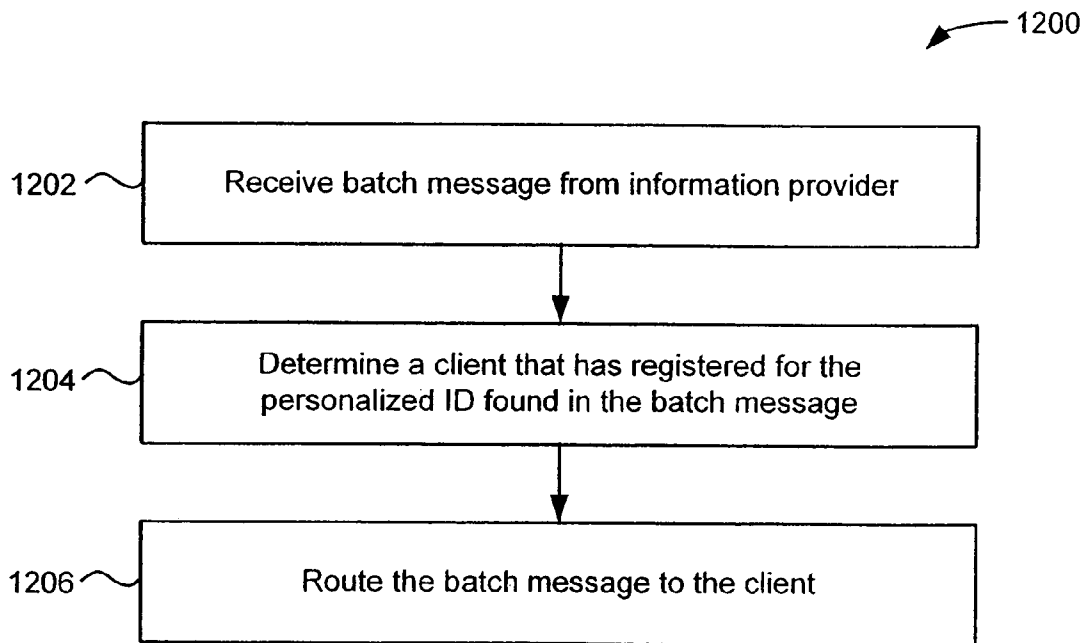 1200
1202
Receive batch message from information provider
1204
Determine a client that has registered for the
personalized ID found in the batch message
1206
Route the batch message to the client